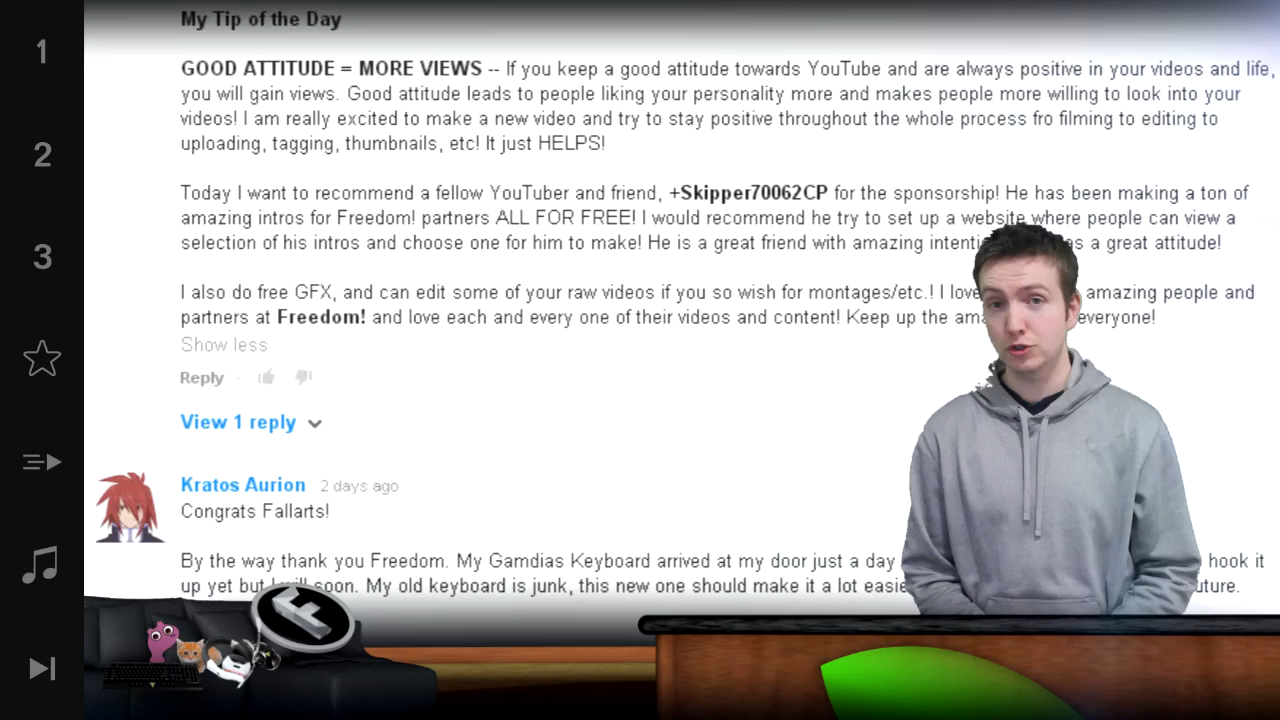 My Tip of the Day
GOOD ATTITUDE = MORE VIEWS -- If you keep a good attitude towards YouTube and are always positive in your videos and life,
you will gain views. Good attitude leads to people liking your personality more and makes people more willing to look into your
videos! I am really excited to make a new video and try to stay positive throughout the whole process fro filming to editing to
uploading, tagging, thumbnails, etc! It just HELPS!
Today I want to recommend a fellow YouTuber and friend, +Skipper70062CP for the sponsorship! He has been making a ton of
amazing intros for Freedom! partners ALL FOR FREE! I would recommend he try to set up a website where people can view a
selection of his intros and choose one for him to make! He is a great friend with amazing a great attitude!
I also do free GFX, and can edit some of your raw videos if you so wish for montages/etc.! I love amazing people and
partners at Freedom! and love each and every one of their videos and content! Keep up the everyone!
Show less
Reply
View 1 reply
Kratos Aurion 2 days ago
Congrats Fallarts!
By the way thank you Freedom. My Gamdias Keyboard arrived at my door just a day hook it
up yet but I will soon. My old keyboard is junk, this new one should make it a lot
1
2
3
F